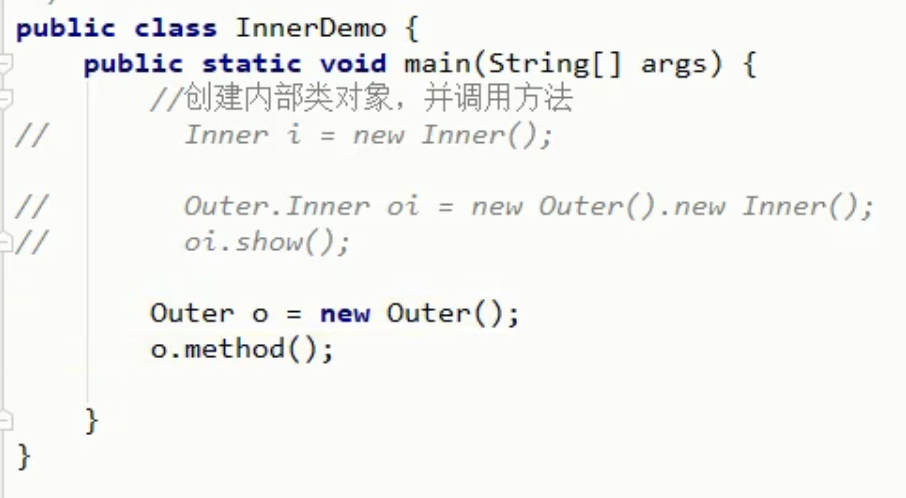 public class InnerDemo {
public static void main(String[] args) {
//创建内部类对象，并调用方法
// Inner i = new Inner();
// Outer.Inner oi = new Outer().new Inner();
// oi.show();
Outer o = new Outer();
o.method();
}
}